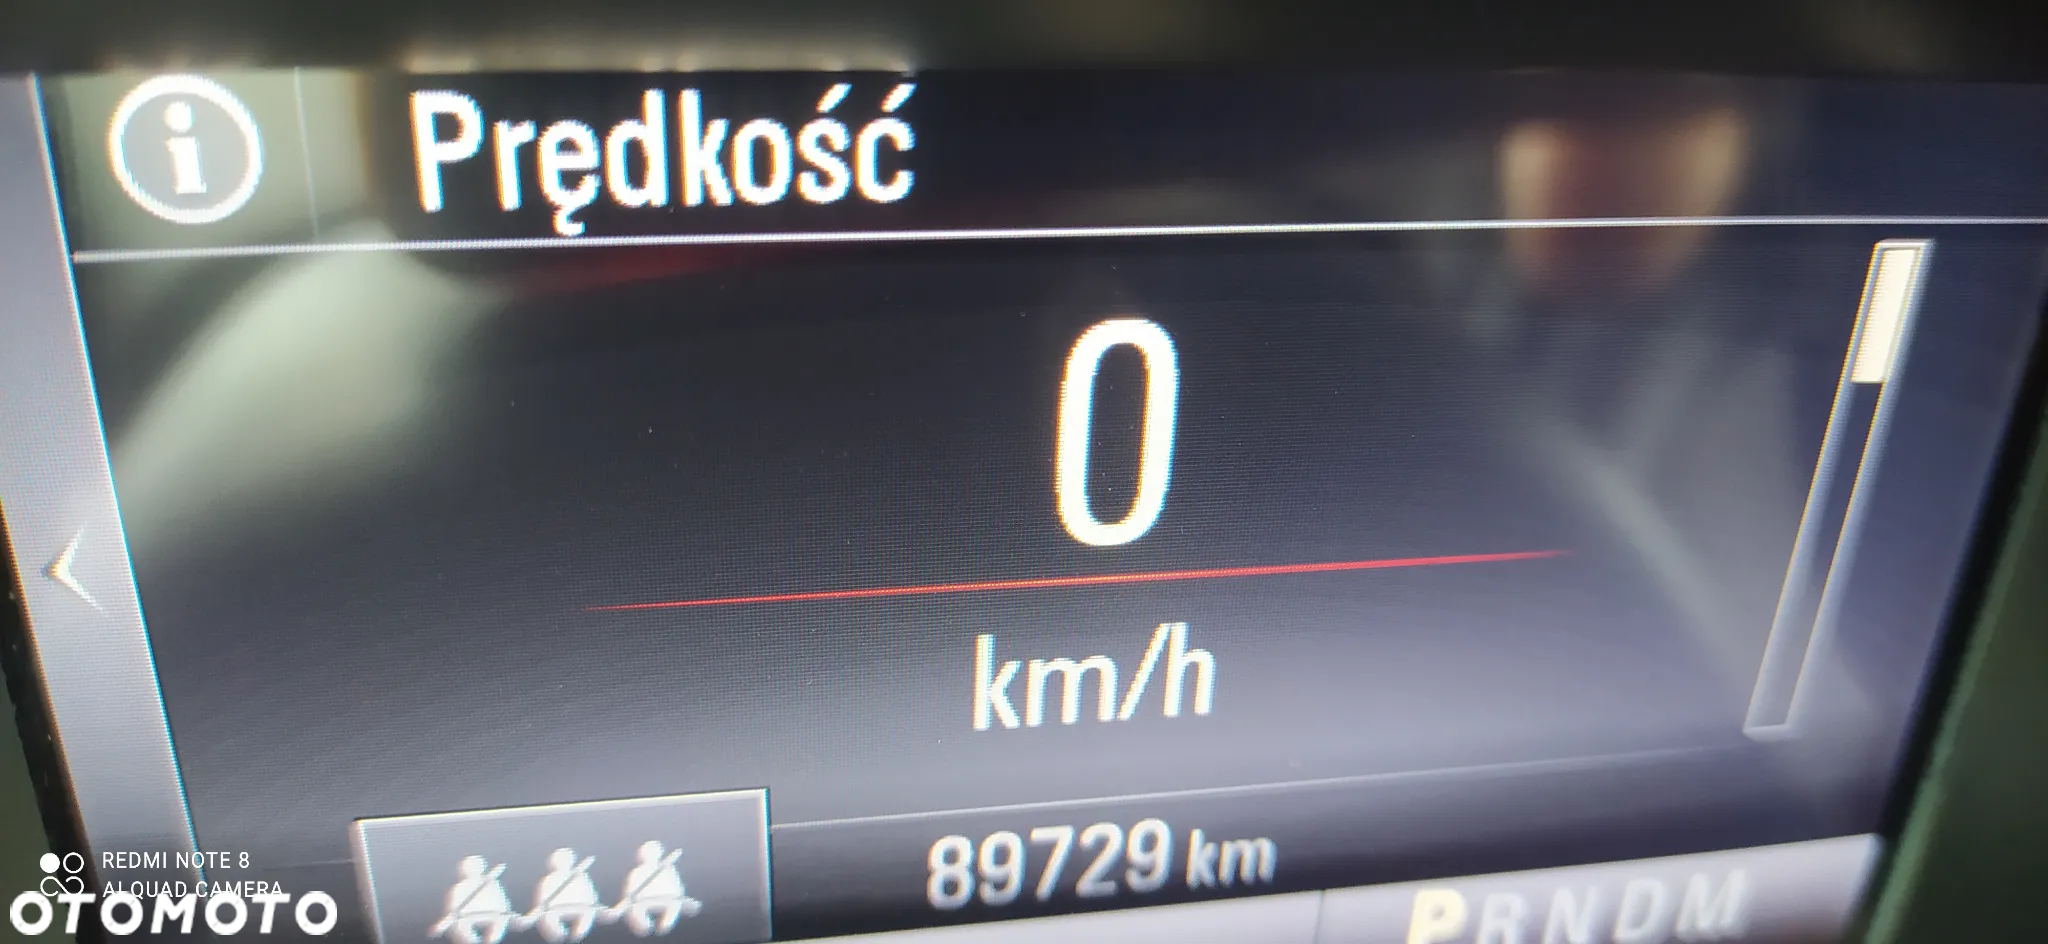 i Prędkość
0
km/h
89729 km
PRNDM
REDMI NOTE 8
AI QUAD CAMERA
OTOMOTO